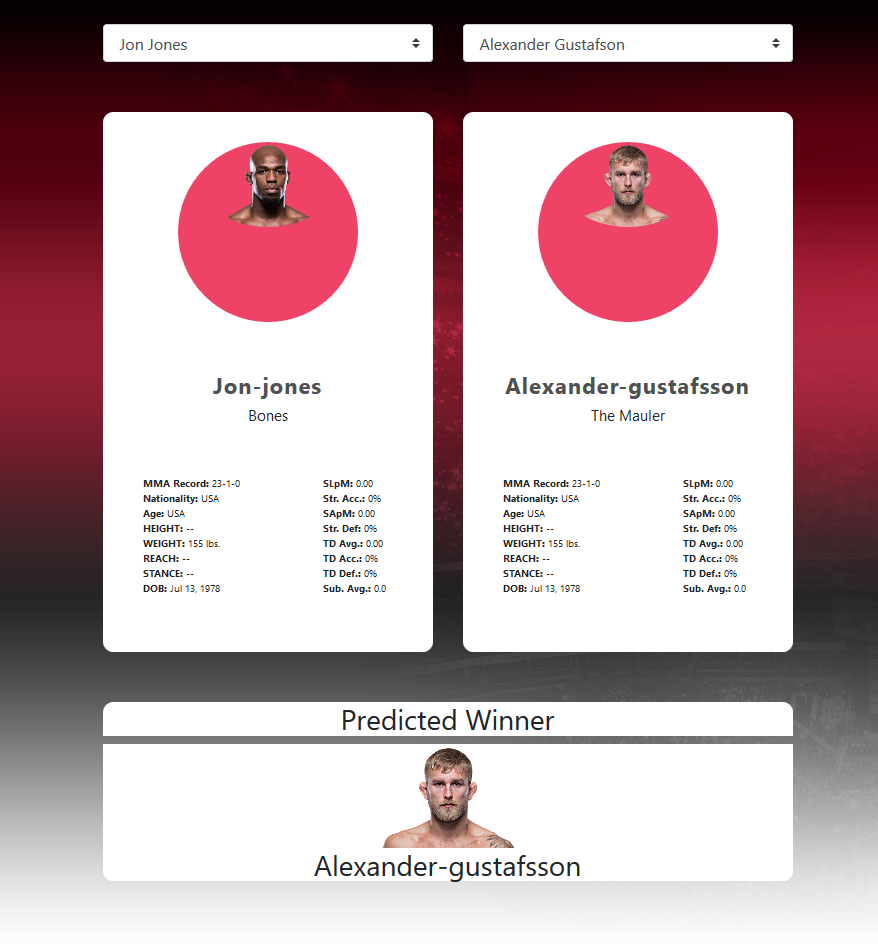 Jon Jones
Alexander Gustafson
Jon-jones
Bones
MMA Record: 23-1-0
Nationality: USA
Age: USA
HEIGHT: --
WEIGHT: 155 lbs.
REACH: --
STANCE: --
DOB: Jul 13, 1978
SLpM: 0.00
Str. Acc.: 0%
SApM: 0.00
Str. Def: 0%
TD Avg.: 0.00
TD Acc.: 0%
TD Def.: 0%
Sub. Avg.: 0.0
Alexander-gustafsson
The Mauler
MMA Record: 23-1-0
Nationality: USA
Age: USA
HEIGHT: --
WEIGHT: 155 lbs.
REACH: --
STANCE: --
DOB: Jul 13, 1978
SLpM: 0.00
Str. Acc.: 0%
SApM: 0.00
Str. Def: 0%
TD Avg.: 0.00
TD Acc.: 0%
TD Def.: 0%
Sub. Avg.: 0.0
Predicted Winner
Alexander-gustafsson